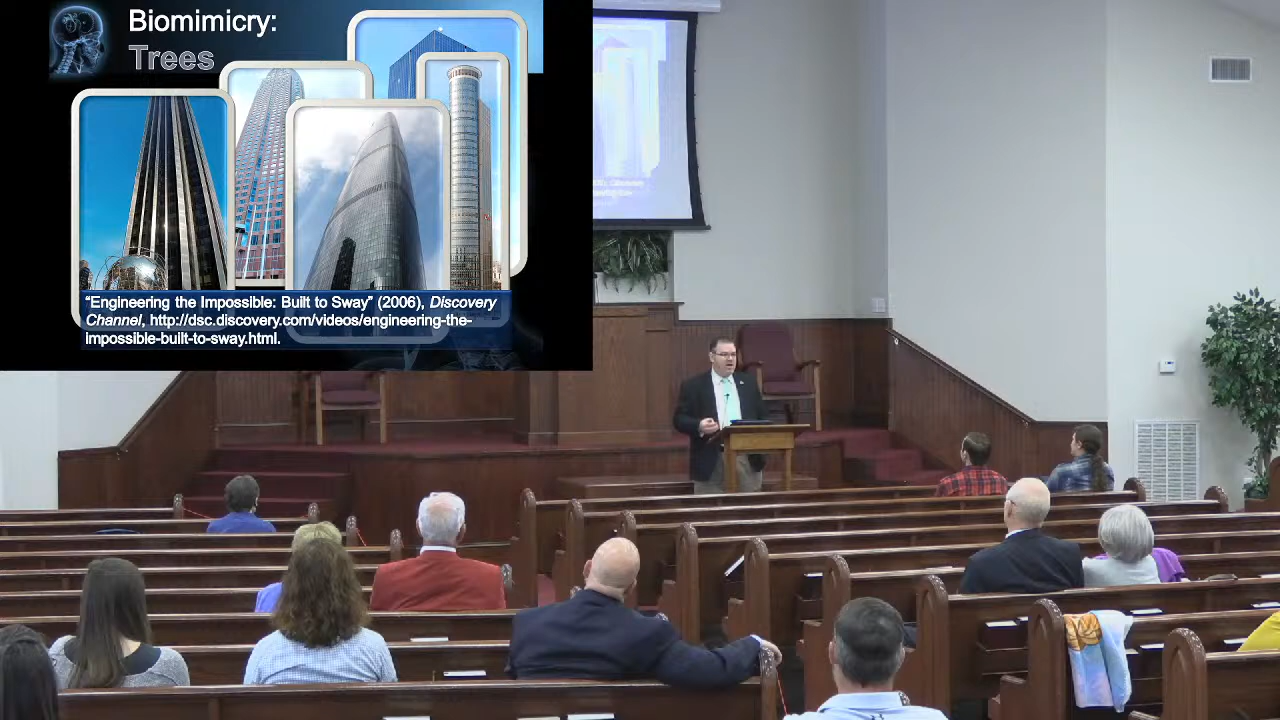 Biomimicry:
Trees
“Engineering the Impossible: Built to Sway” (2006), Discovery
Channel, http://dsc.discovery.com/videos/engineering-the-
impossible-built-to-sway.html.